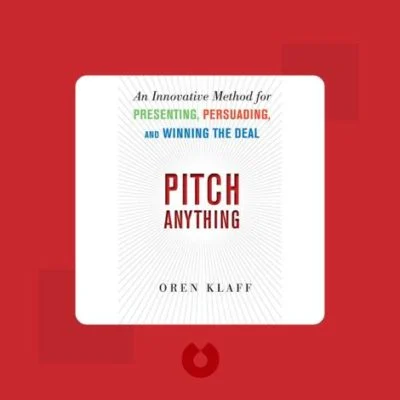 An Innovative Method for
PRESENTING, PERSUADING,
AND WINNING THE DEAL
PITCH
ANYTHING
OREN KLAFF